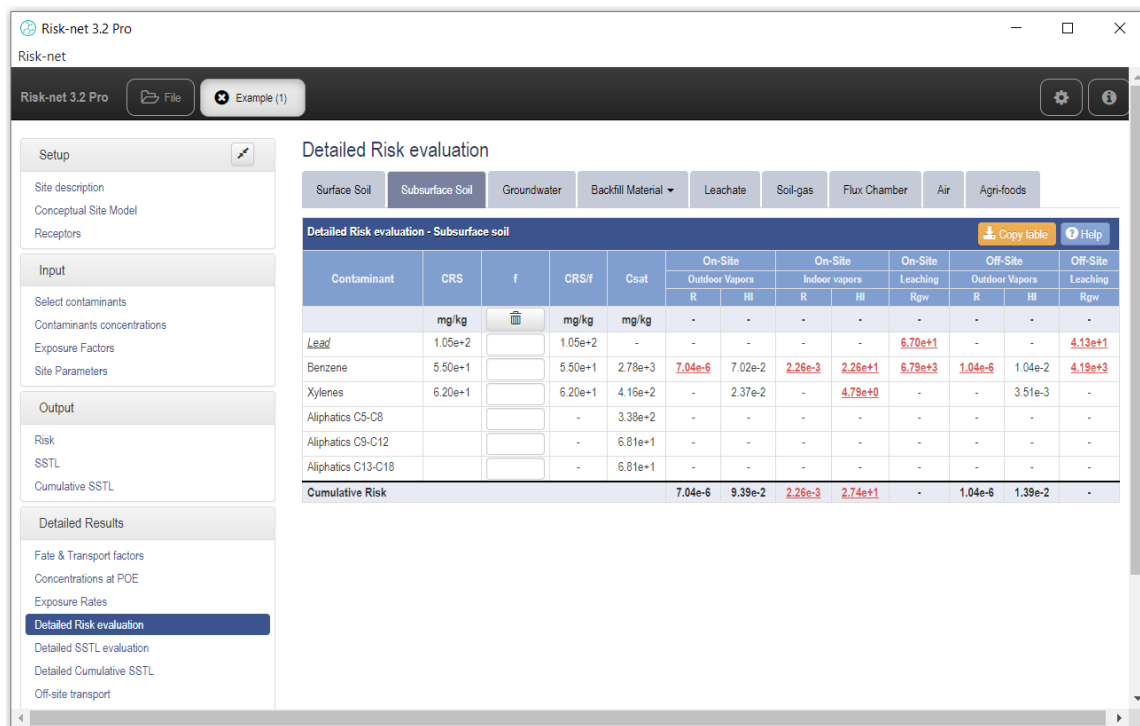 Risk-net 3.2 Pro
Risk-net
Risk-net 3.2 Pro File Example (1)
Setup
Site description
Conceptual Site Model
Receptors
Input
Select contaminants
Contaminants concentrations
Exposure Factors
Site Parameters
Output
Risk
SSTL
Cumulative SSTL
Detailed Results
Fate & Transport factors
Concentrations at POE
Exposure Rates
Detailed Risk evaluation
Detailed SSTL evaluation
Detailed Cumulative SSTL
Off-site transport
Detailed Risk evaluation
Surface Soil Subsurface Soil Groundwater Backfill Material Leachate Soil-gas Flux Chamber Air Agri-foods
Detailed Risk evaluation - Subsurface soil Copy table Help
On-Site On-Site On-Site Off-Site Off-Site
Contaminant CRS f CRS/f Csat Outdoor Vapors Indoor vapors Leaching Outdoor Vapors Leaching
R HI R HI Rgw R HI Rgw
mg/kg mg/kg mg/kg - - - - - - - -
Lead 1.05e+2 1.05e+2 - - - - - 6.70e+1 - - 4.13e+1
Benzene 5.50e+1 5.50e+1 2.78e+3 7.04e-6 7.02e-2 2.26e-3 2.26e+1 6.79e+3 1.04e-6 1.04e-2 4.19e+3
Xylenes 6.20e+1 6.20e+1 4.16e+2 - 2.37e-2 - 4.79e+0 - - 3.51e-3 -
Aliphatics C5-C8 - 3.38e+2 - - - - - - - -
Aliphatics C9-C12 - 6.81e+1 - - - - - - - -
Aliphatics C13-C18 - 6.81e+1 - - - - - - - -
Cumulative Risk 7.04e-6 9.39e-2 2.26e-3 2.74e+1 - 1.04e-6 1.39e-2 -